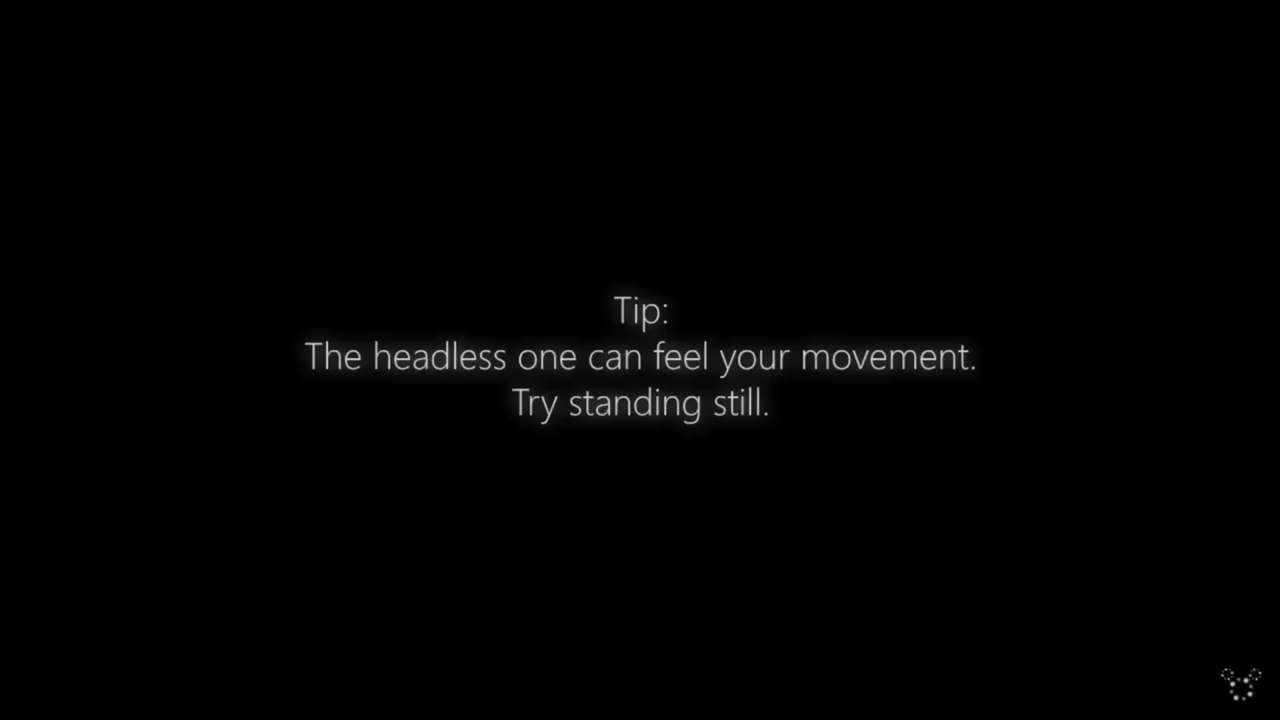 Tip:
The headless one can feel your movement.
Try standing still.